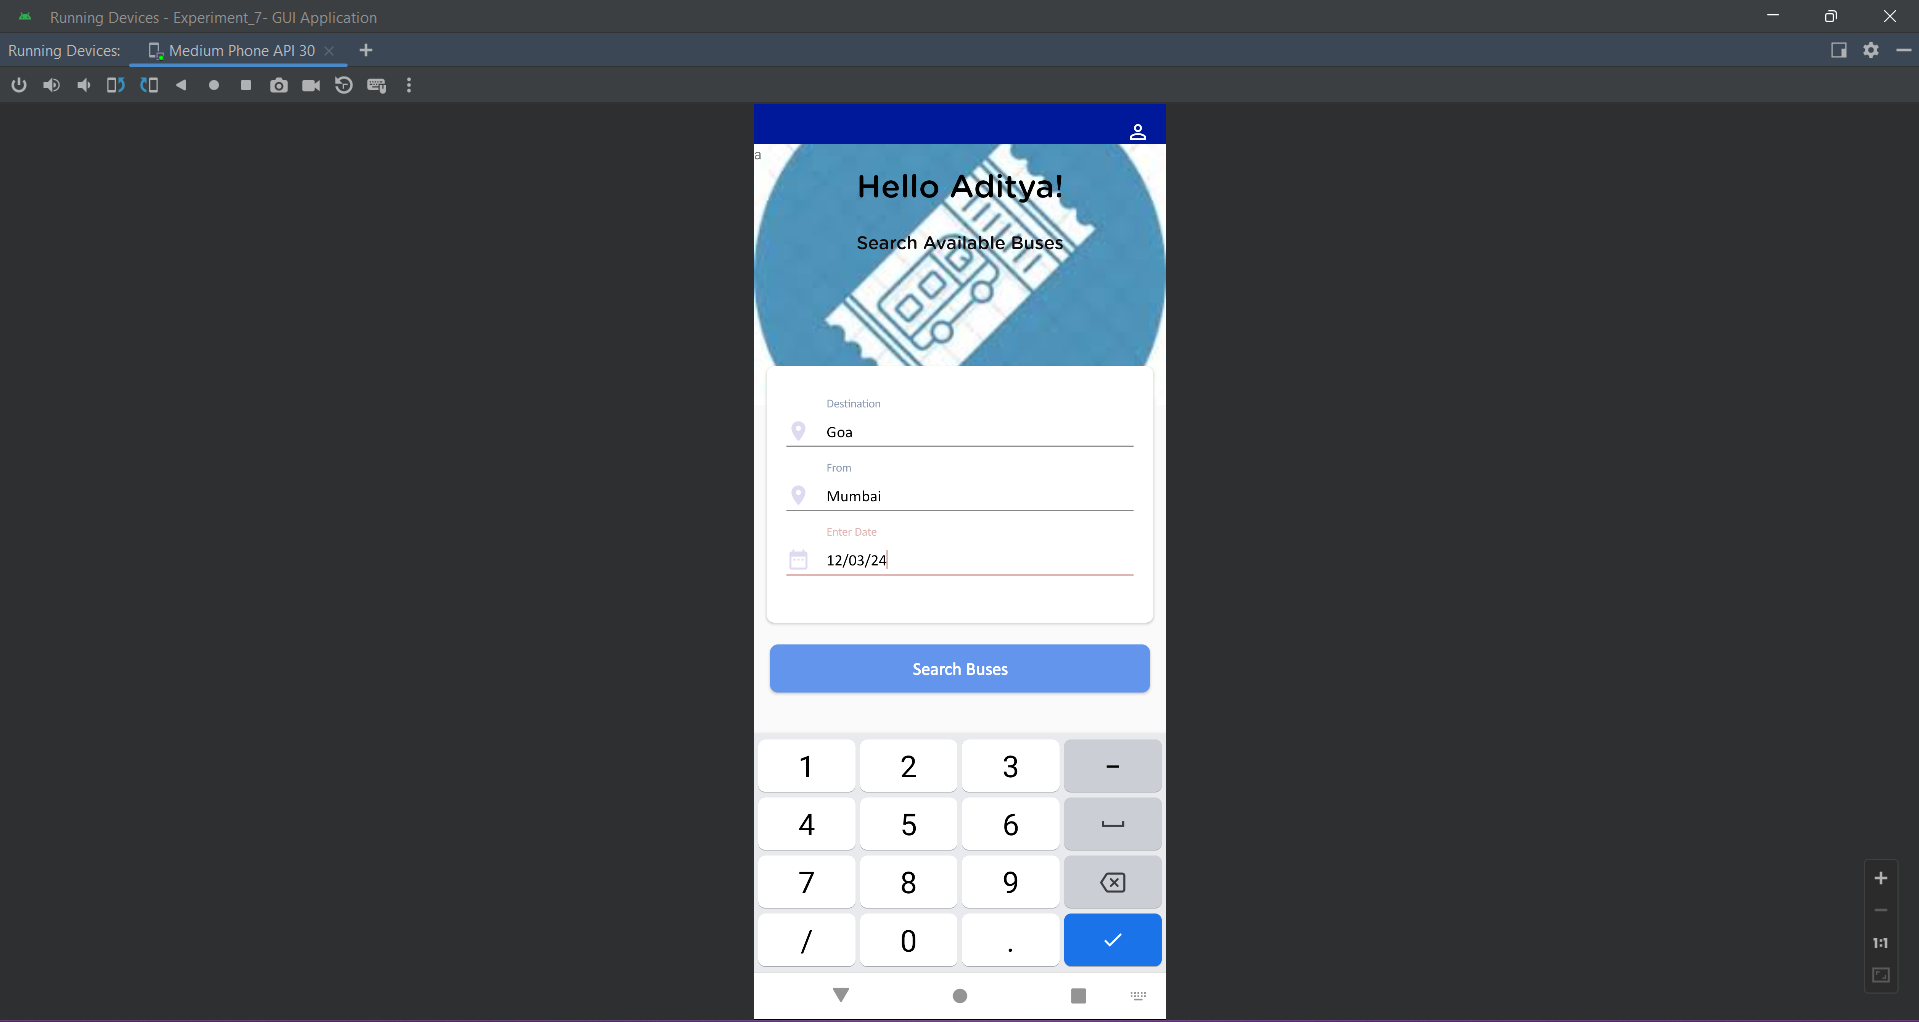 Running Devices - Experiment_7- GUI Application
Running Devices:
Medium Phone API 30
a
Hello Aditya!
Search Available Buses
Destination
Goa
From
Mumbai
Enter Date
12/03/24
Search Buses
1 2 3 -
4 5 6
7 8 9
/ 0 .
1:1